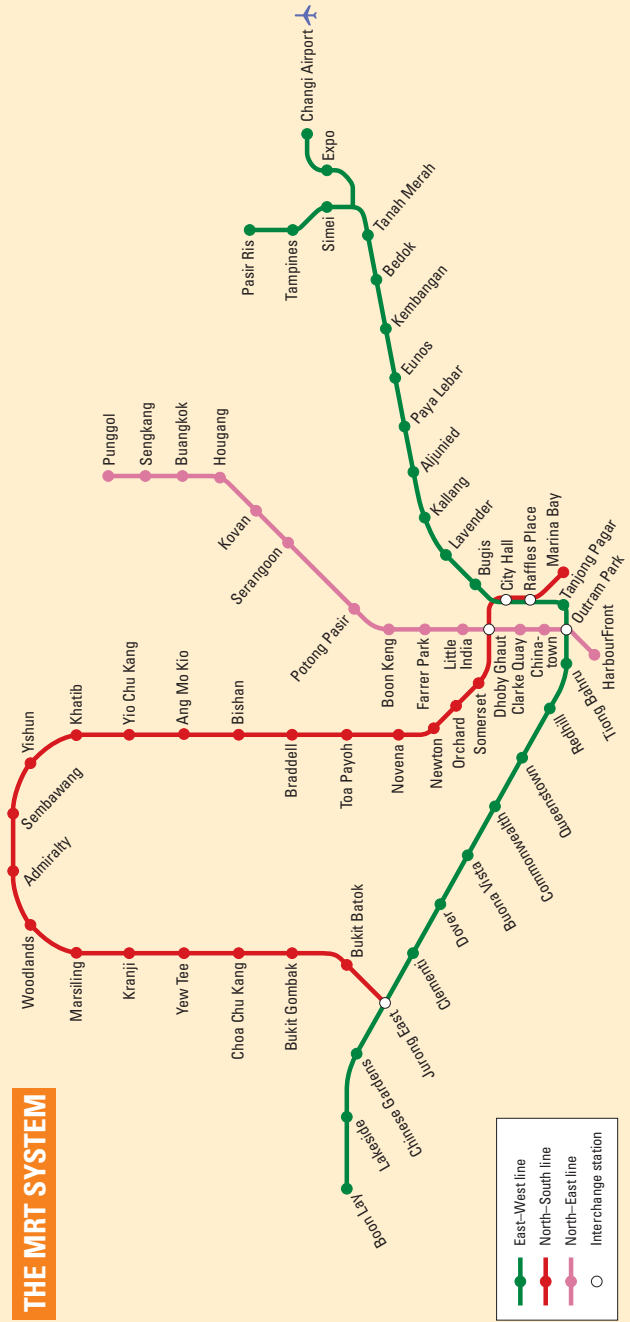 THE MRT SYSTEM
Woodlands
Admiralty
Sembawang
Yishun
Marsiling
Kranji
Yew Tee
Choa Chu Kang
Bukit Gombak
Bukit Batok
Khatib
Yio Chu Kang
Ang Mo Kio
Bishan
Braddell
Toa Payoh
Novena
Newton
Orchard
Somerset
Punggol
Sengkang
Buangkok
Hougang
Kovan
Serangoon
Potong Pasir
Boon Keng
Farrer Park
Little
India
Dhoby Ghaut
Clarke Quay
China-
town
Outram Park
HarbourFront
Boon Lay
Lakeside
Chinese Gardens
Jurong East
Clementi
Dover
Buona Vista
Commonwealth
Queenstown
Redhill
Tiong Bahru
Tanjong Pagar
Marina Bay
Raffles Place
City Hall
Bugis
Lavender
Kallang
Aljunied
Paya Lebar
Eunos
Kembangan
Bedok
Tanah Merah
Simei
Tampines
Pasir Ris
Expo
Changi Airport
East–West line
North–South line
North–East line
Interchange station